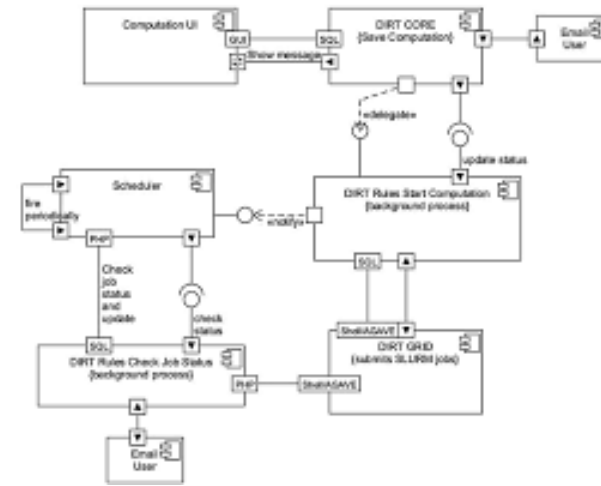 Computation UI
DIRT CORE
(Save Computation)
Email
User
GUI
SQL
Show message
«delegate»
update status
Scheduler
fire
periodically
PHP
«notify»
DIRT Rules Start Computation
(background process)
SQL
Check
job
status
and
update
check
status
Shell/ASAVE
DIRT GRID
(submits SLURM jobs)
SQL
DIRT Rules Check Job Status
(background process)
PHP
Shell/ASAVE
Email
User